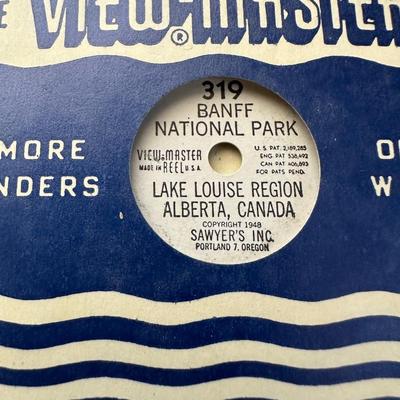 E VIEW-MASTER
®
319
BANFF
NATIONAL PARK
VIEW-MASTER
MADE IN REEL U.S.A.
U.S. PAT. 2,189,285
ENG. PAT. 538,492
CAN PAT. 406,893
FOR PATS. PEND.
LAKE LOUISE REGION
ALBERTA, CANADA
COPYRIGHT 1948
SAWYER'S INC.
PORTLAND 7, OREGON
MORE
NDERS
O
W